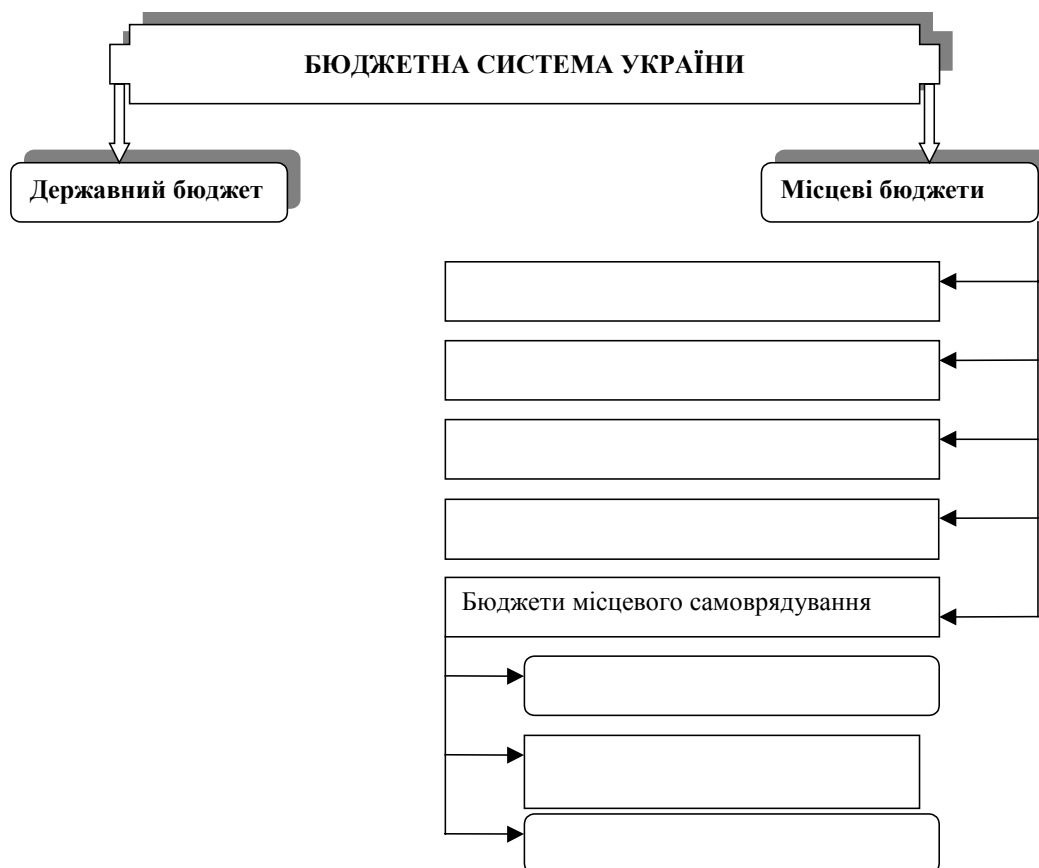 БЮДЖЕТНА СИСТЕМА УКРАЇНИ
Державний бюджет
Місцеві бюджети
Бюджети місцевого самоврядування